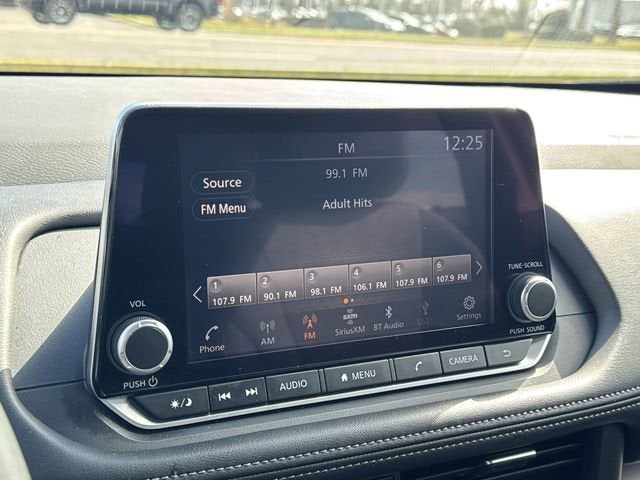 FM
12:25
99.1 FM
Source
FM Menu
Adult Hits
1 2 3 4 5 6
107.9 FM 90.1 FM 98.1 FM 106.1 FM 107.9 FM 107.9 FM
Phone AM FM SiriusXM BT Audio USB1 Settings
sxm
VOL
PUSH
TUNE·SCROLL
PUSH SOUND
AUDIO MENU CAMERA